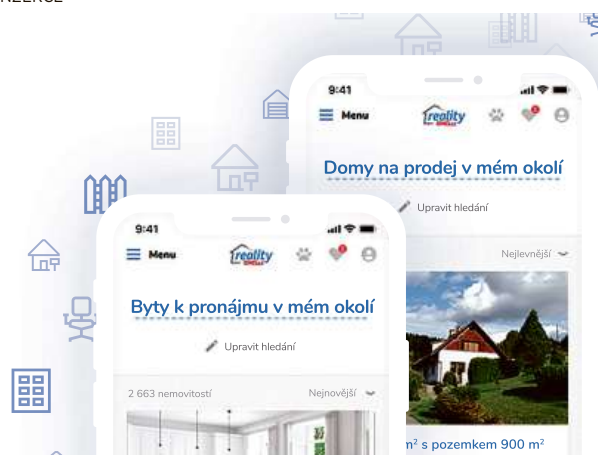 9:41
Menu
reality
Domy na prodej v mém okolí
Upravit hledání
Nejlevnější
m² s pozemkem 900 m²
9:41
Menu
reality
Byty k pronájmu v mém okolí
Upravit hledání
2 663 nemovitostí
Nejnovější